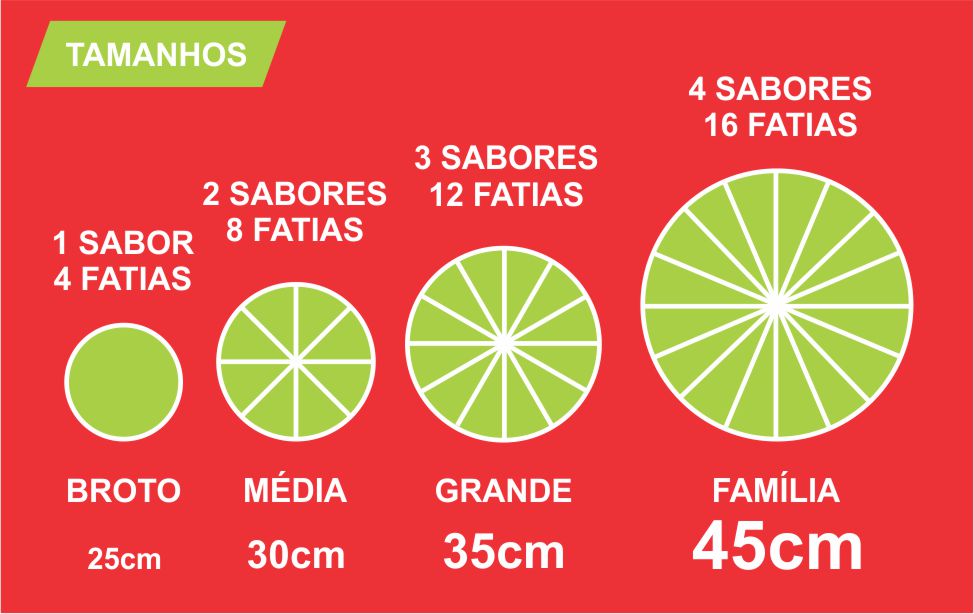 TAMANHOS
1 SABOR
4 FATIAS
BROTO
25cm
2 SABORES
8 FATIAS
MÉDIA
30cm
3 SABORES
12 FATIAS
GRANDE
35cm
4 SABORES
16 FATIAS
FAMÍLIA
45cm